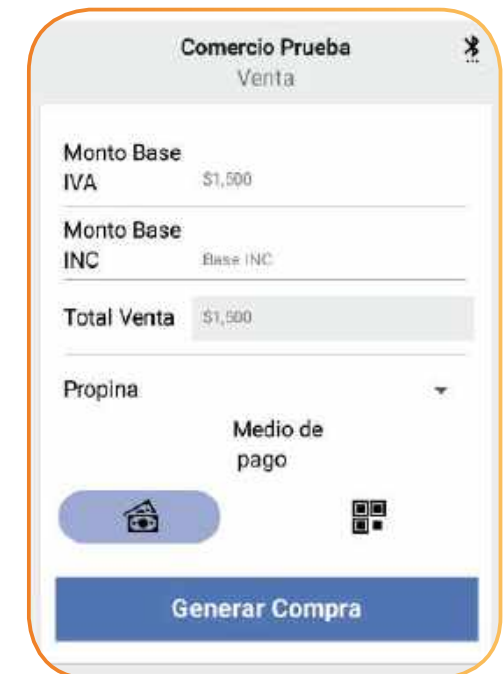 Comercio Prueba
Venta
Monto Base
IVA
$1,500
Monto Base
INC
Base INC
Total Venta $1,500
Propina
Medio de
pago
Generar Compra